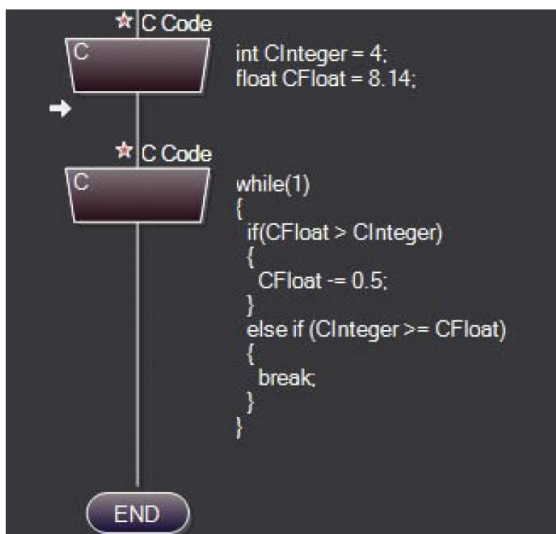 C Code
C
int CInteger = 4;
float CFloat = 8.14;
C Code
C
while(1)
{
if(CFloat > CInteger)
{
CFloat -= 0.5;
}
else if (CInteger >= CFloat)
{
break;
}
}
END